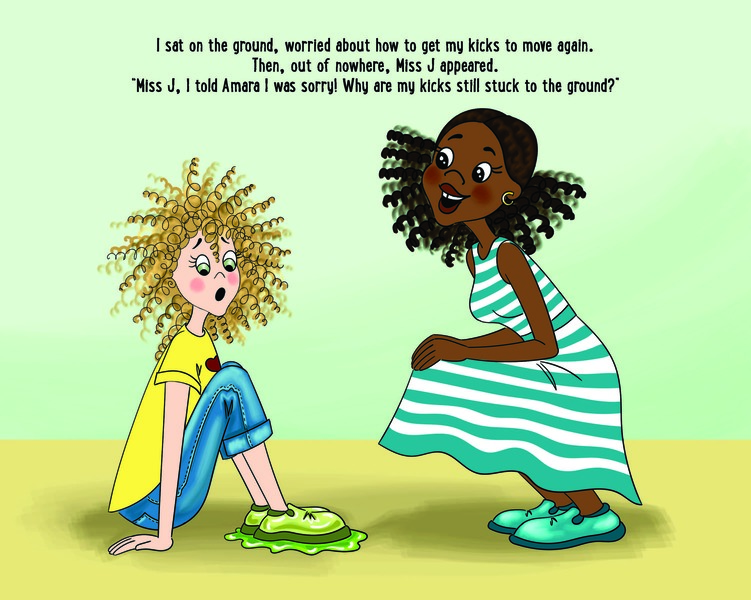 I sat on the ground, worried about how to get my kicks to move again.
Then, out of nowhere, Miss J appeared.
"Miss J, I told Amara I was sorry! Why are my kicks still stuck to the ground?"